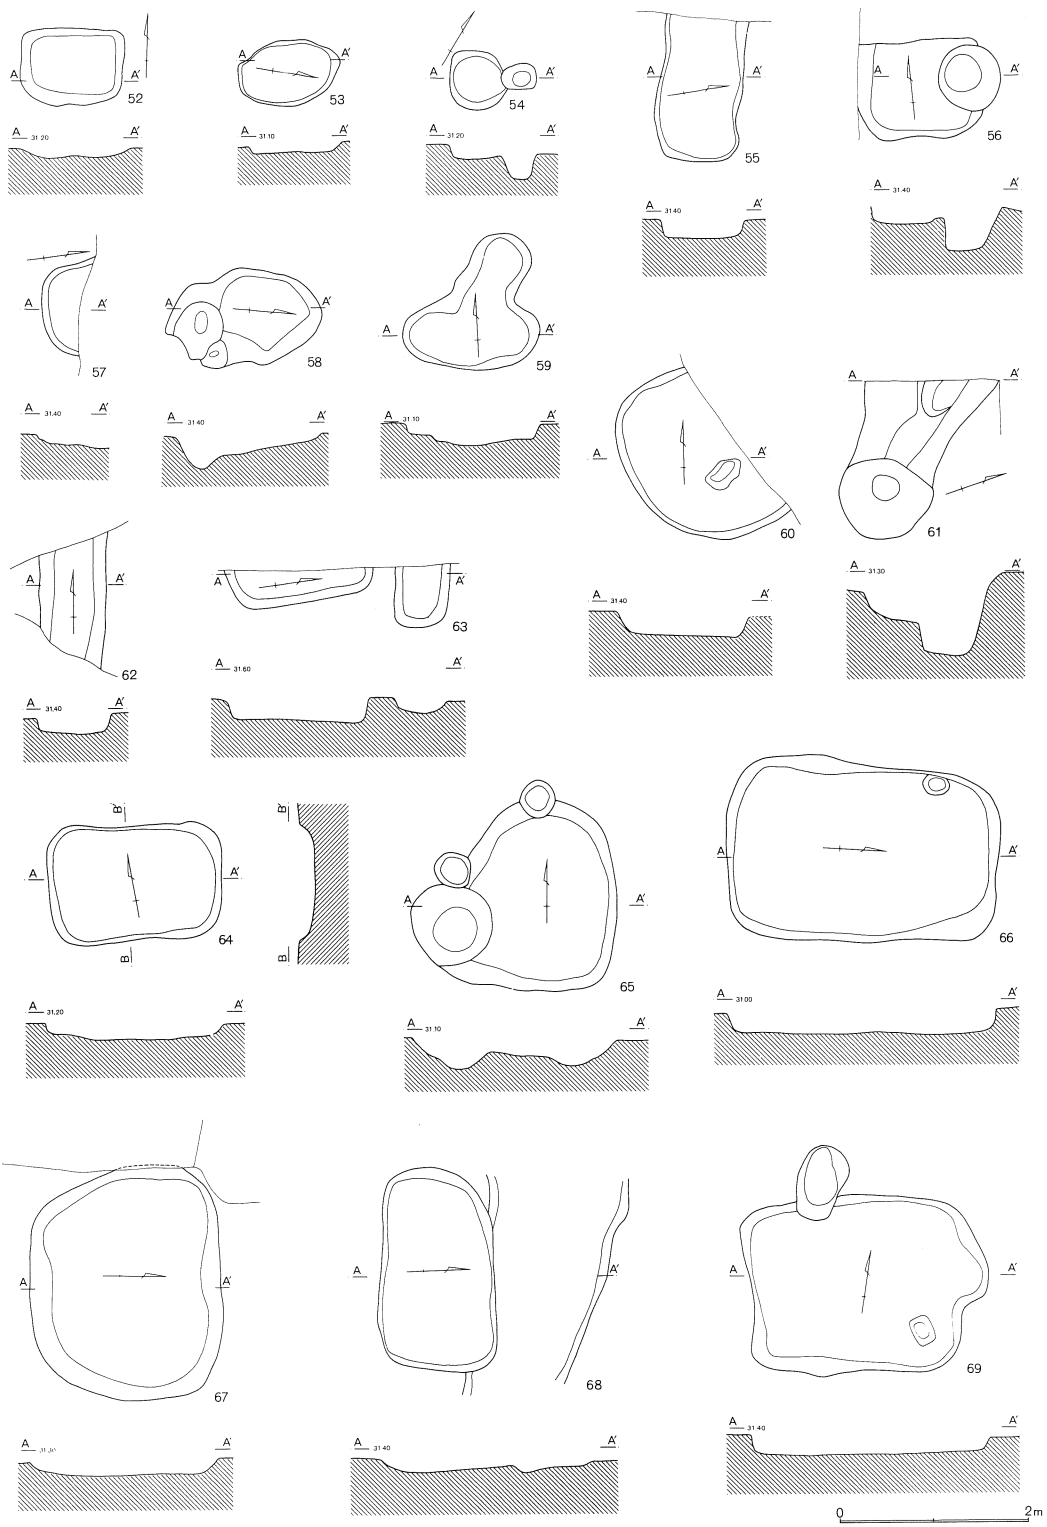 A A′ 52
A 31.20 A′
A A′ 53
A 31.10 A′
A A′ 54
A 31.20 A′
A A′ 55
A 31.40 A′
A A′ 56
A 31.40 A′
A A′ 57
A 31.40 A′
A A′ 58
A 31.40 A′
A A′ 59
A 31.10 A′
A A′ 60
A 31.40 A′
A A′ 61
A 31.30 A′
A A′ 62
A 31.40 A′
A A′ 63
A 31.60 A′
B′ B′
A A′ 64
B B
A 31.20 A′
A A′ 65
A 31.10 A′
A A′ 66
A 31.00 A′
A A′ 67
A A′
A A′ 68
A 31.40 A′
A A′ 69
A 31.40 A′
0 2m